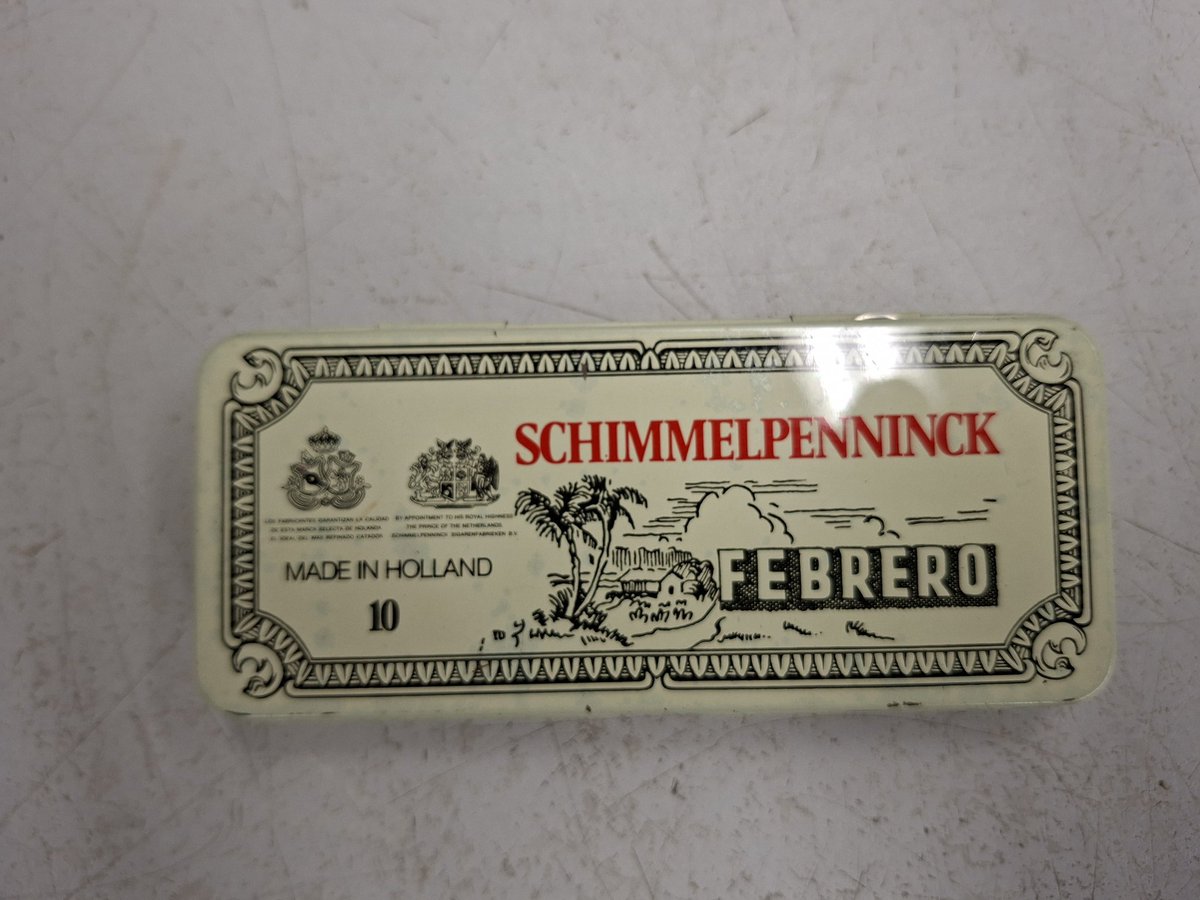 SCHIMMELPENNINCK
LOS FABRICANTES GARANTIZAN LA CALIDAD
DE ESTA MARCA SELECTA DE HOLANDA
EL IDEAL DEL MAS REFINADO CATADOR
BY APPOINTMENT TO HIS ROYAL HIGHNESS
THE PRINCE OF THE NETHERLANDS
SCHIMMELPENNINCK SIGARENFABRIEKEN B.V.
MADE IN HOLLAND
10
FEBRERO